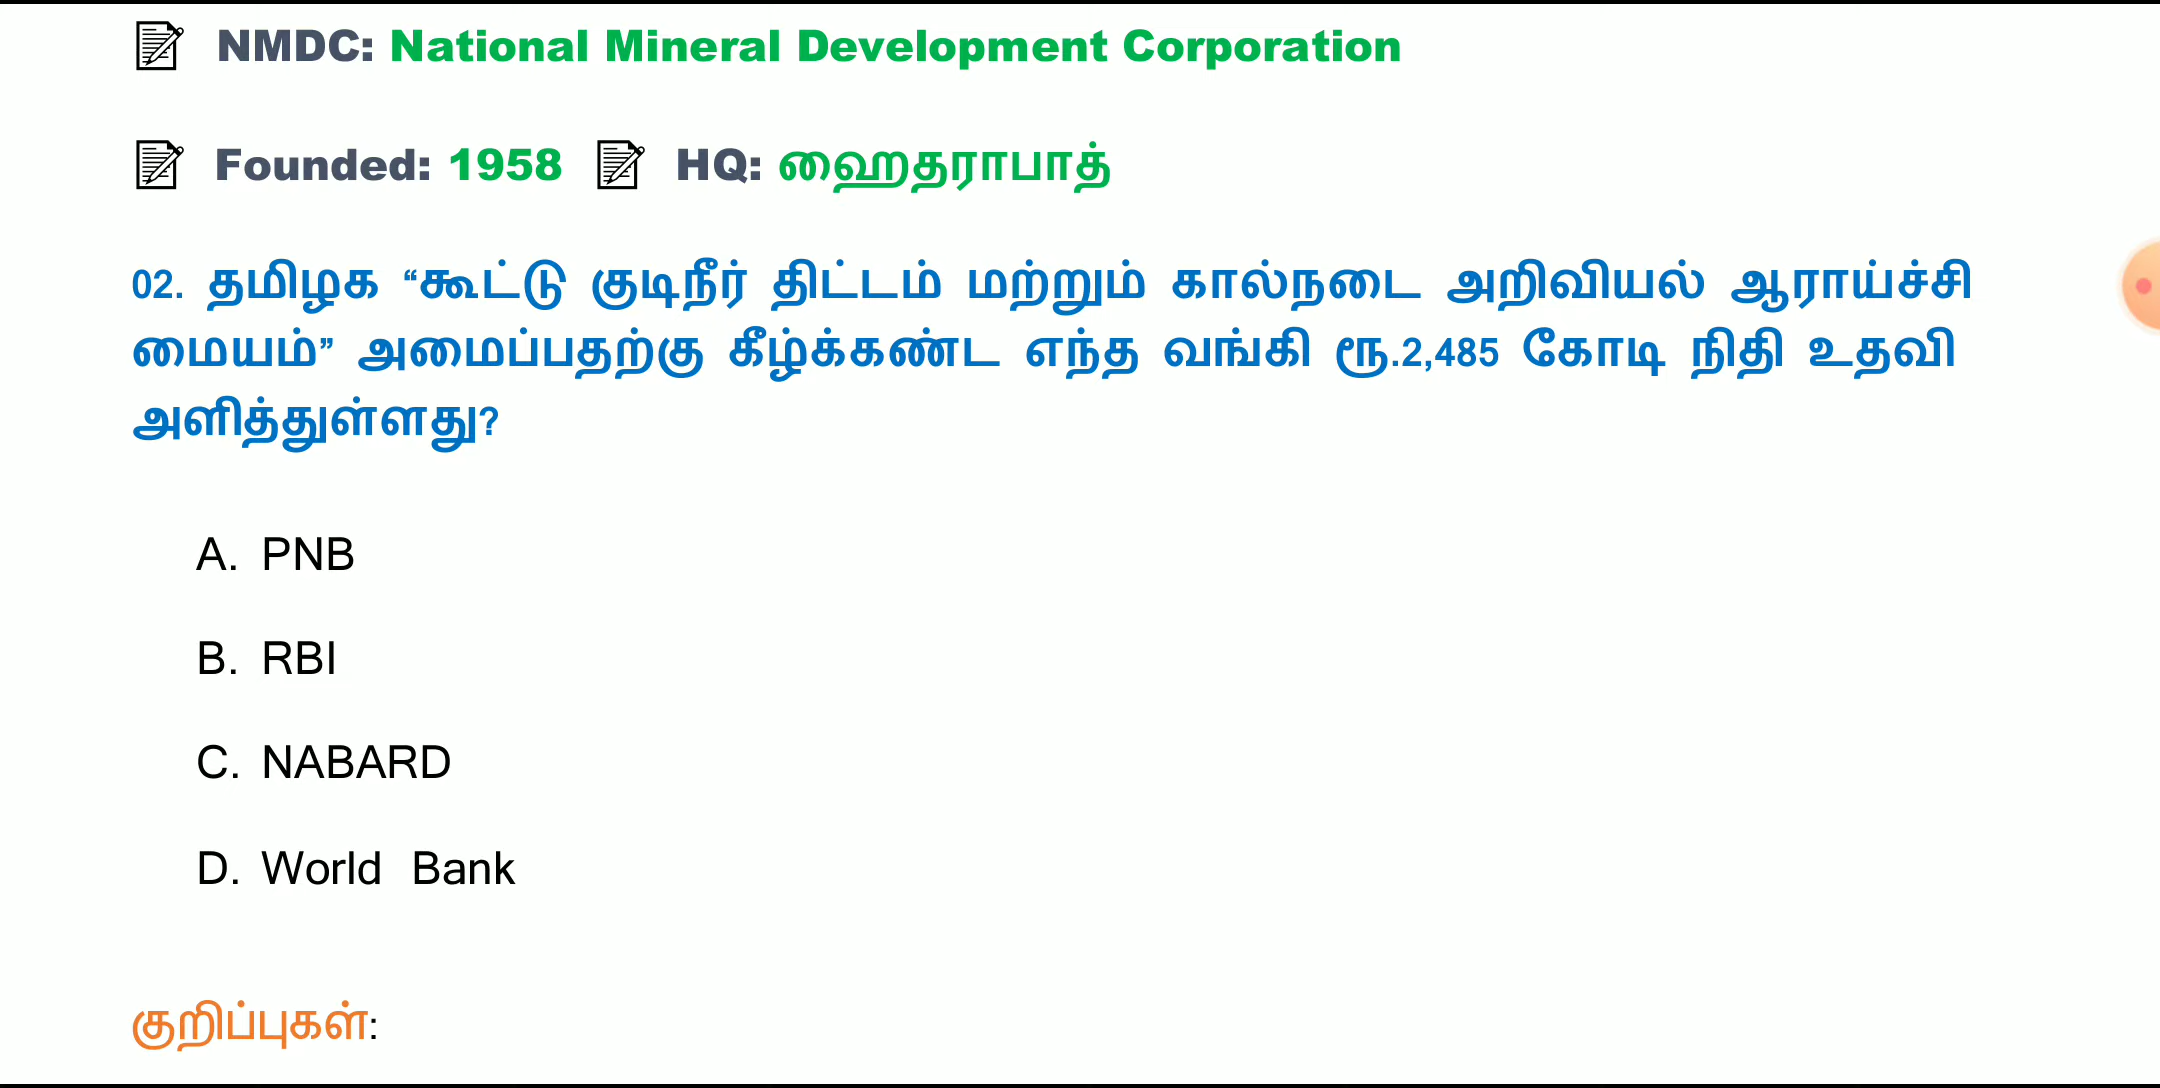 NMDC: National Mineral Development Corporation
Founded: 1958 HQ: ஹைதராபாத்
02. தமிழக “கூட்டு குடிநீர் திட்டம் மற்றும் கால்நடை அறிவியல் ஆராய்ச்சி
மையம்” அமைப்பதற்கு கீழ்க்கண்ட எந்த வங்கி ரூ.2,485 கோடி நிதி உதவி
அளித்துள்ளது?
A. PNB
B. RBI
C. NABARD
D. World Bank
குறிப்புகள்: